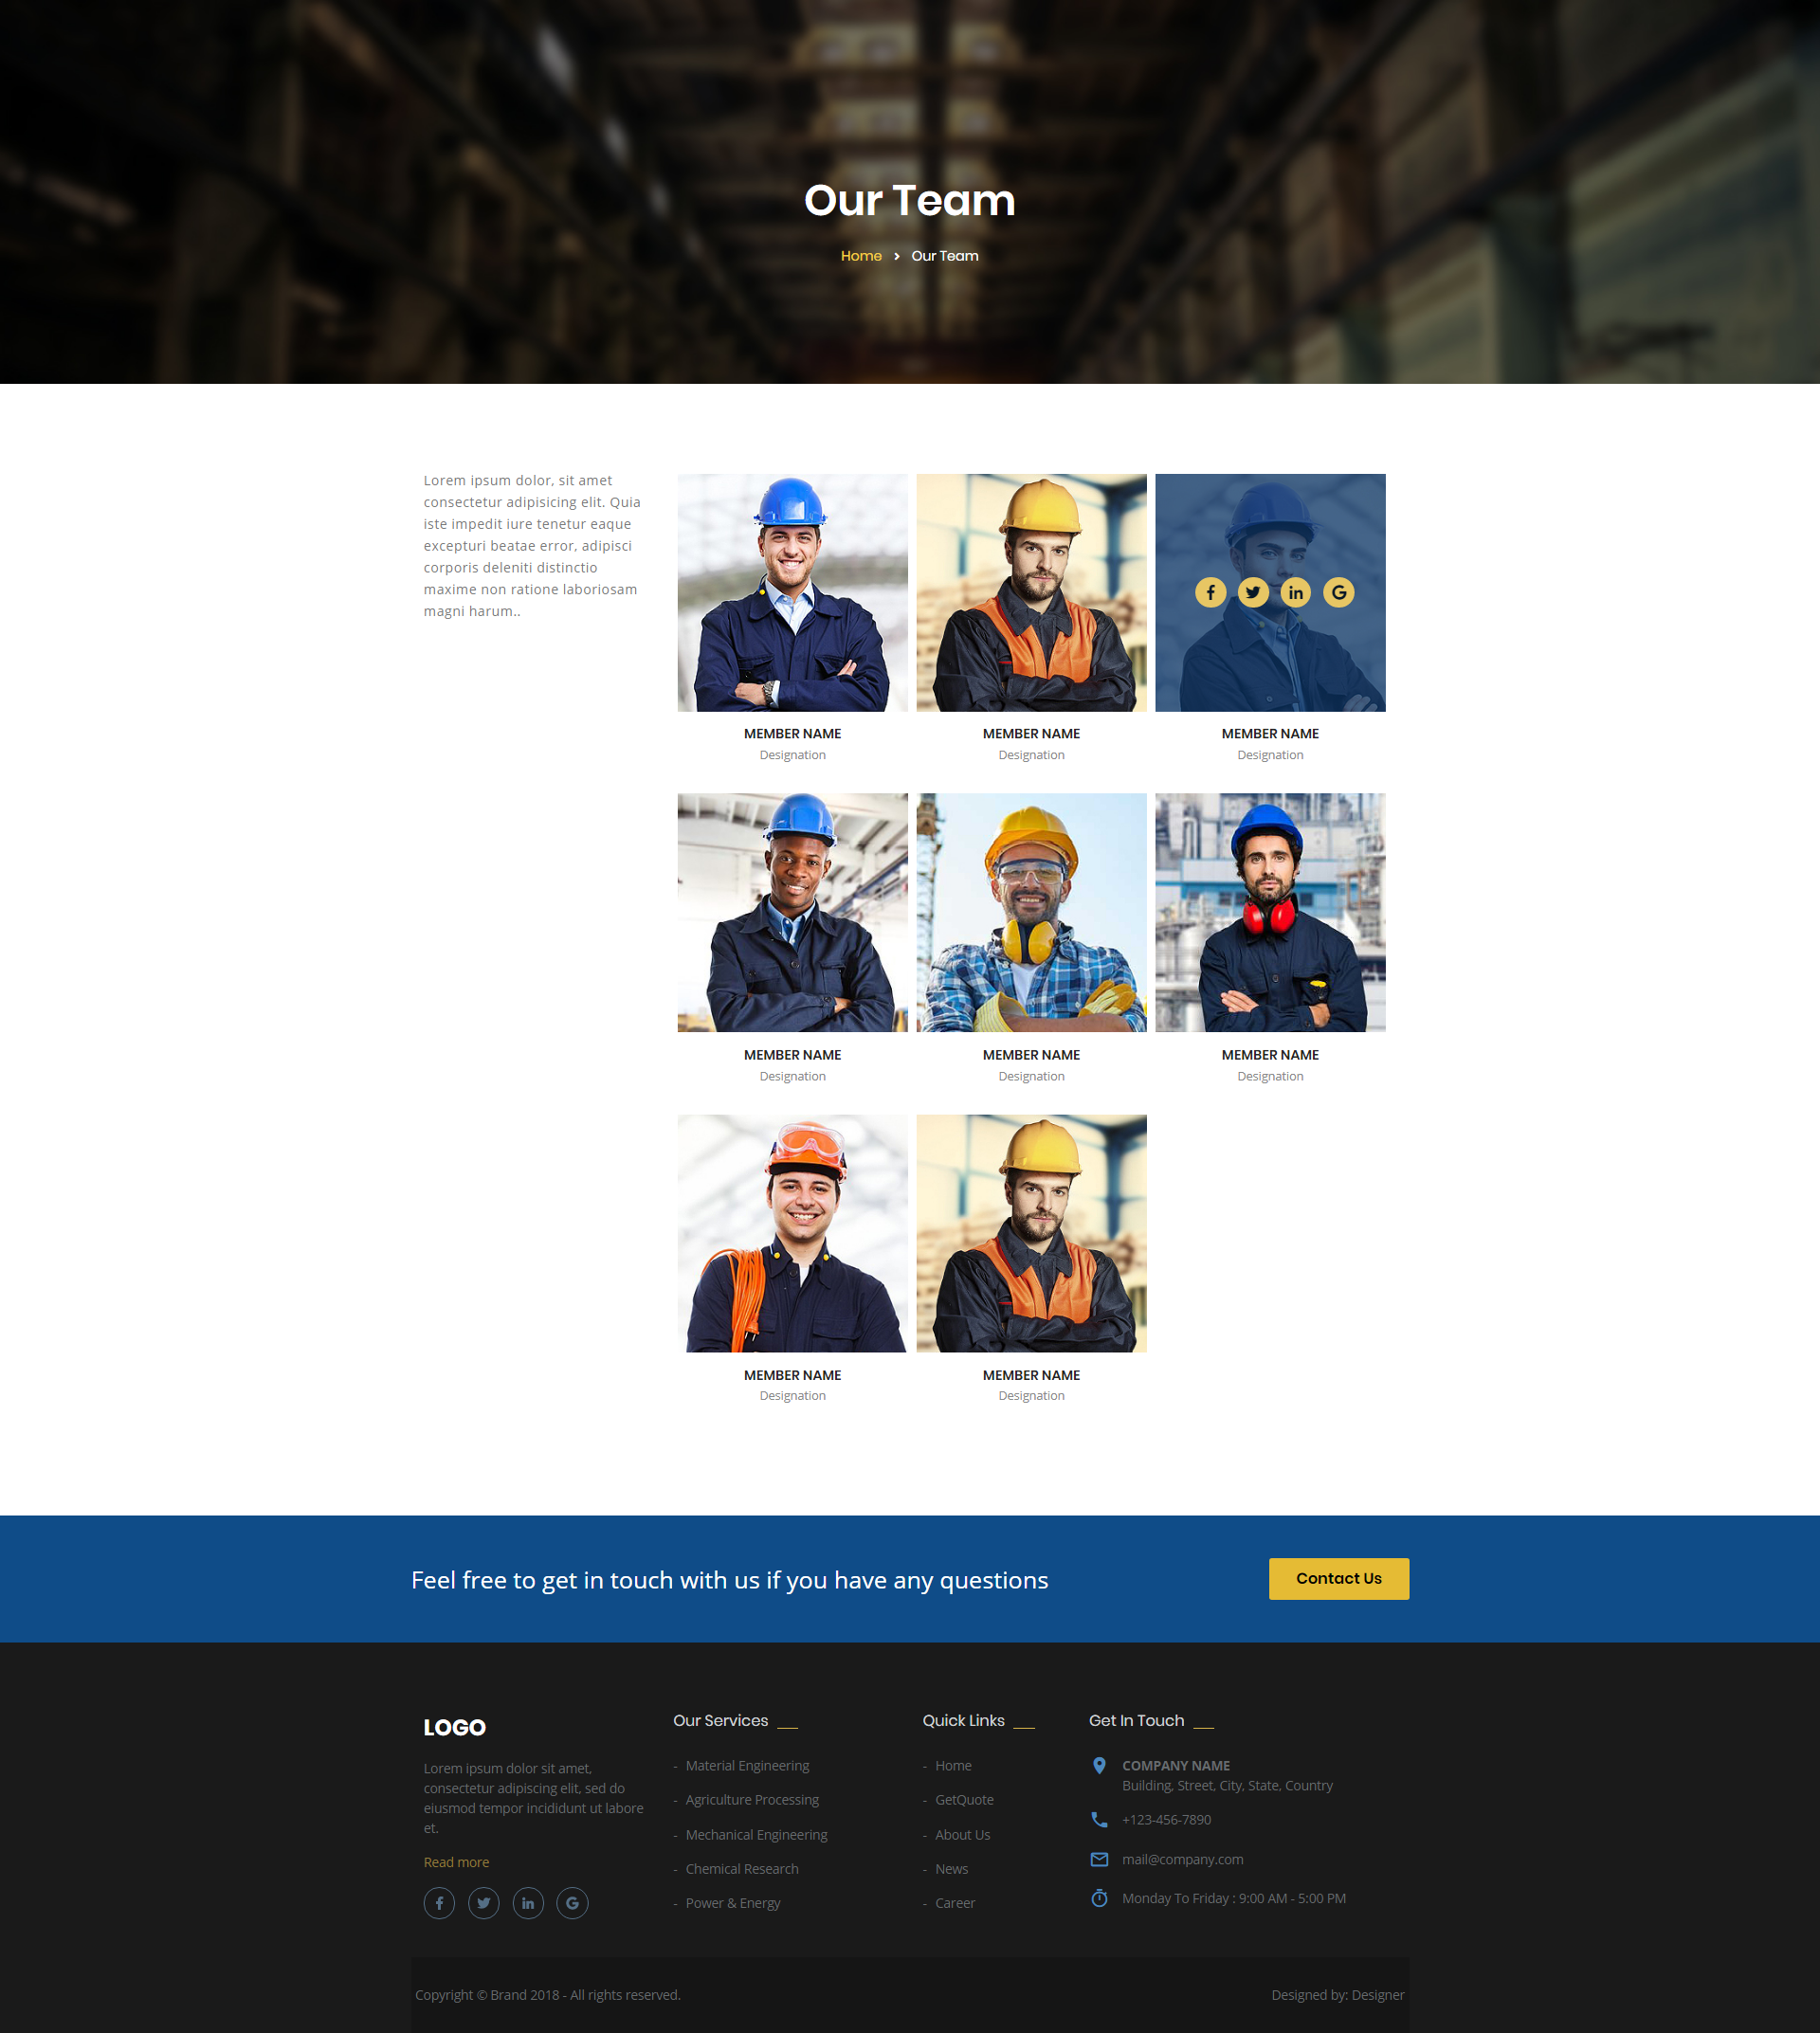 Our Team
Home > Our Team
Lorem ipsum dolor, sit amet
consectetur adipisicing elit. Quia
iste impedit iure tenetur eaque
excepturi beatae error, adipisci
corporis deleniti distinctio
maxime non ratione laboriosam
magni harum..
MEMBER NAME
Designation
MEMBER NAME
Designation
MEMBER NAME
Designation
MEMBER NAME
Designation
MEMBER NAME
Designation
MEMBER NAME
Designation
MEMBER NAME
Designation
MEMBER NAME
Designation
Feel free to get in touch with us if you have any questions
Contact Us
LOGO
Lorem ipsum dolor sit amet,
consectetur adipiscing elit, sed do
eiusmod tempor incididunt ut labore
et.
Read more
Our Services
- Material Engineering
- Agriculture Processing
- Mechanical Engineering
- Chemical Research
- Power & Energy
Quick Links
- Home
- GetQuote
- About Us
- News
- Career
Get In Touch
COMPANY NAME
Building, Street, City, State, Country
+123-456-7890
mail@company.com
Monday To Friday : 9:00 AM - 5:00 PM
Copyright © Brand 2018 - All rights reserved.
Designed by: Designer